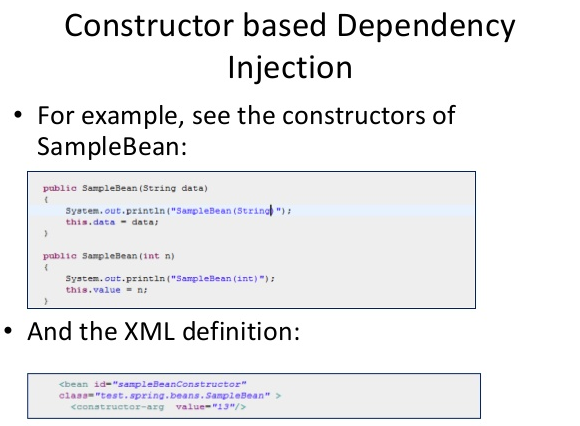 Constructor based Dependency
Injection
• For example, see the constructors of
SampleBean:
public SampleBean(String data)
{
System.out.println("SampleBean(String)");
this.data = data;
}
public SampleBean(int n)
{
System.out.println("SampleBean(int)");
this.value = n;
}
• And the XML definition:
<bean id="sampleBeanConstructor"
class="test.spring.beans.SampleBean" >
<constructor-arg value="13"/>